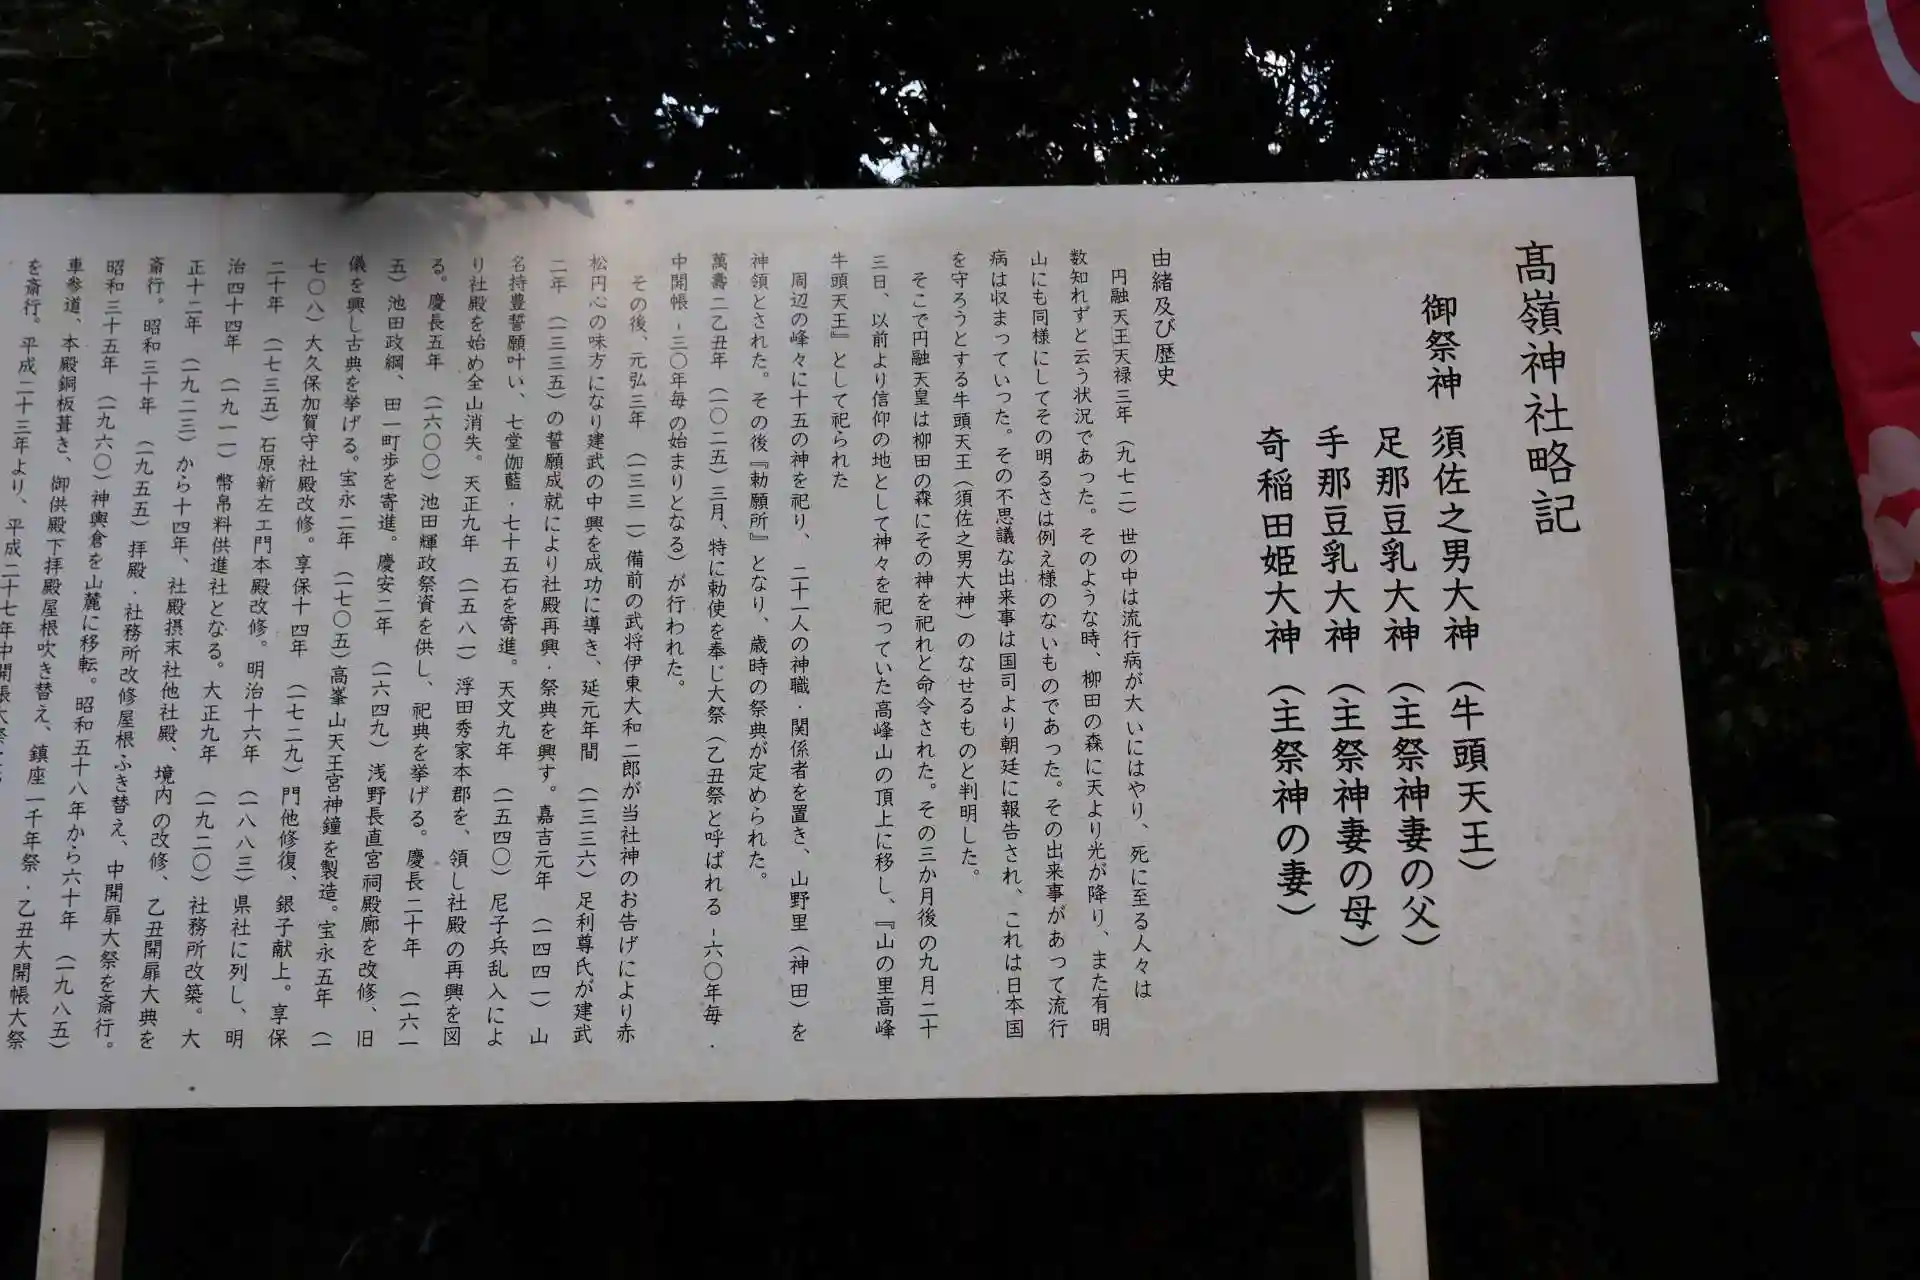 髙嶺神社略記
御祭神 須佐之男大神(牛頭天王)
足那豆乳大神(主祭神妻の父)
手那豆乳大神(主祭神妻の母)
奇稲田姫大神(主祭神の妻)
由緒及び歴史
円融天王天禄三年(九七二)世の中は流行病が大いにはやり、死に至る人々は
数知れずと云う状況であった。そのような時、柳田の森に天より光が降り、また有明
山にも同様にしてその明るさは例え様のないものであった。その出来事があって流行
病は収まっていった。その不思議な出来事は国司より朝廷に報告され、これは日本国
を守ろうとする牛頭天王(須佐之男大神)のなせるものと判明した。
そこで円融天皇は柳田の森にその神を祀れと命令された。その三か月後の九月二十
三日、以前より信仰の地として神々を祀っていた高峰山の頂上に移し、『山の里高峰
牛頭天王』として祀られた
周辺の峰々に十五の神を祀り、二十一人の神職・関係者を置き、山野里(神田)を
神領とされた。その後『勅願所』となり、歳時の祭典が定められた。
萬壽二乙丑年(一〇二五)三月、特に勅使を奉じ大祭(乙丑祭と呼ばれる-六〇年毎・
中開帳-三〇年毎の始まりとなる)が行われた。
その後、元弘三年(一三三一)備前の武将伊東大和二郎が当社神のお告げにより赤
松円心の味方になり建武の中興を成功に導き、延元年間(一三三六)足利尊氏が建武
二年(一三三五)の誓願成就により社殿再興・祭典を興す。嘉吉元年(一四四一)山
名持豊誓願叶い、七堂伽藍・七十五石を寄進。天文九年(一五四〇)尼子兵乱入によ
り社殿を始め全山消失。天正九年(一五八一)浮田秀家本郡を、領し社殿の再興を図
る。慶長五年(一六〇〇)池田輝政祭資を供し、祀典を挙げる。慶長二十年(一六一
五)池田政綱、田一町歩を寄進。慶安二年(一六四九)浅野長直宮祠殿廊を改修、旧
儀を興し古典を挙げる。宝永二年(一七〇五)高峯山天王宮神鐘を製造。宝永五年(一
七〇八)大久保加賀守社殿改修。享保十四年(一七二九)門他修復、銀子献上。享保
二十年(一七三五)石原新左エ門本殿改修。明治十六年(一八八三)県社に列し、明
治四十四年(一九一一)幣帛料供進社となる。大正九年(一九二〇)社務所改築。大
正十二年(一九二三)から十四年、社殿摂末社他社殿、境内の改修、乙丑開扉大典を
斎行。昭和三十年(一九五五)拝殿・社務所改修屋根ふき替え、中開扉大祭を斎行。
昭和三十五年(一九六〇)神輿倉を山麓に移転。昭和五十八年から六十年(一九八五)
車参道、本殿銅板葺き、御供殿下拝殿屋根吹き替え、鎮座一千年祭・乙丑大開帳大祭
を斎行。平成二十三年より、平成二十七年中開帳大祭